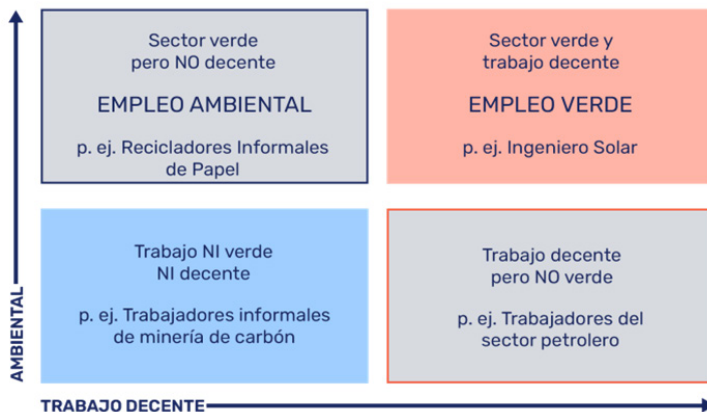 Sector verde
pero NO decente
EMPLEO AMBIENTAL
p. ej. Recicladores Informales
de Papel
Sector verde y
trabajo decente
EMPLEO VERDE
p. ej. Ingeniero Solar
Trabajo NI verde
NI decente
p. ej. Trabajadores informales
de minería de carbón
Trabajo decente
pero NO verde
p. ej. Trabajadores del
sector petrolero
AMBIENTAL
TRABAJO DECENTE